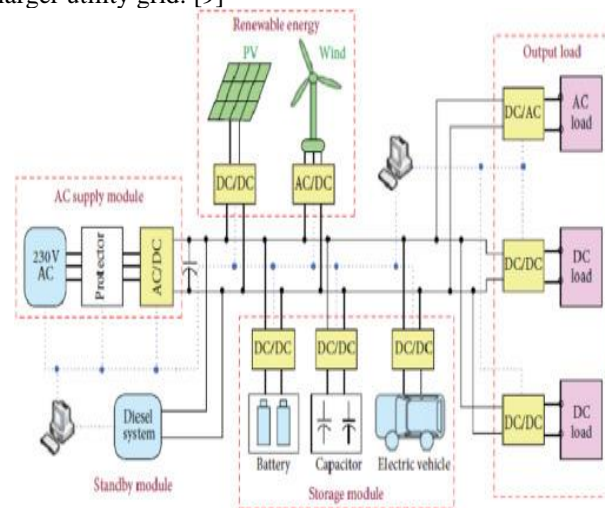 larger utility grid. [9]
Renewable energy
PV
Wind
DC/DC
AC/DC
Output load
DC/AC
AC
load
DC/DC
DC
load
DC/DC
DC
load
AC supply module
230 V
AC
Protector
AC/DC
Diesel
system
Standby module
DC/DC
DC/DC
DC/DC
Battery
Capacitor
Electric vehicle
Storage module